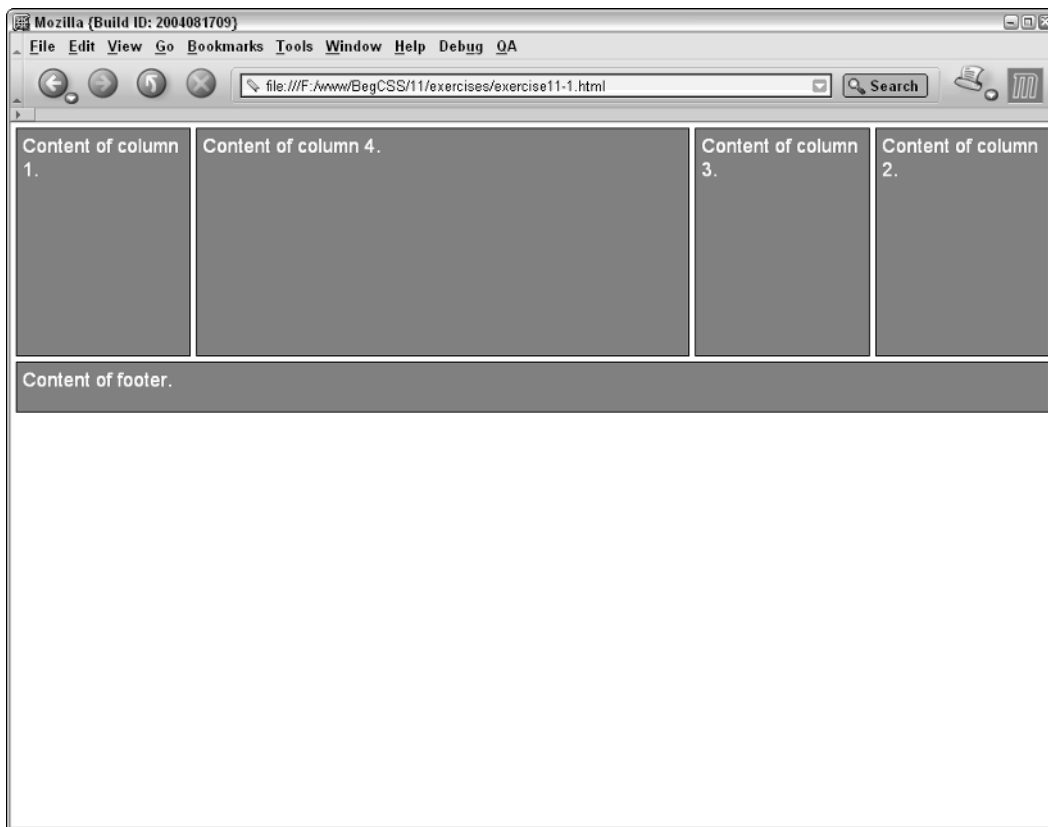 Mozilla {Build ID: 2004081709}
File Edit View Go Bookmarks Tools Window Help Debug QA
file:///F:/www/BegCSS/11/exercises/exercise11-1.html
Search
Content of column
1.
Content of column 4.
Content of column
3.
Content of column
2.
Content of footer.